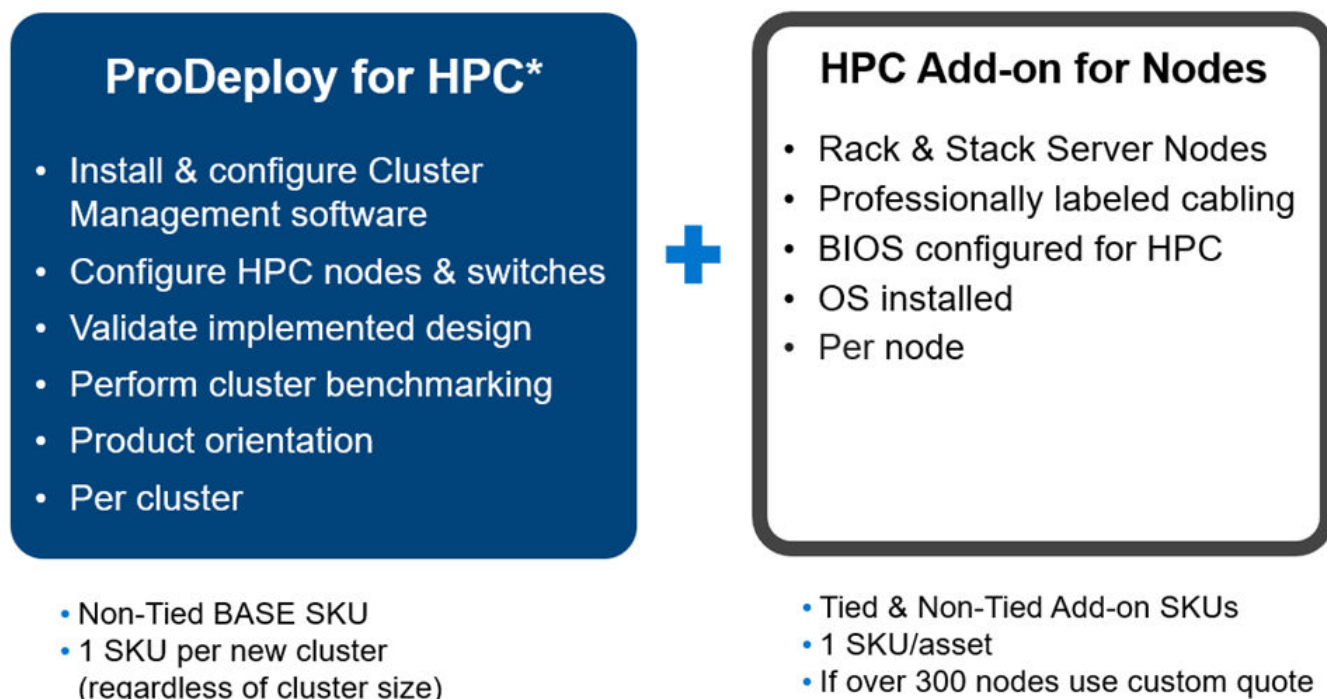 ProDeploy for HPC*
• Install & configure Cluster
Management software
• Configure HPC nodes & switches
• Validate implemented design
• Perform cluster benchmarking
• Product orientation
• Per cluster
• Non-Tied BASE SKU
• 1 SKU per new cluster
(regardless of cluster size)
HPC Add-on for Nodes
• Rack & Stack Server Nodes
• Professionally labeled cabling
• BIOS configured for HPC
• OS installed
• Per node
• Tied & Non-Tied Add-on SKUs
• 1 SKU/asset
• If over 300 nodes use custom quote